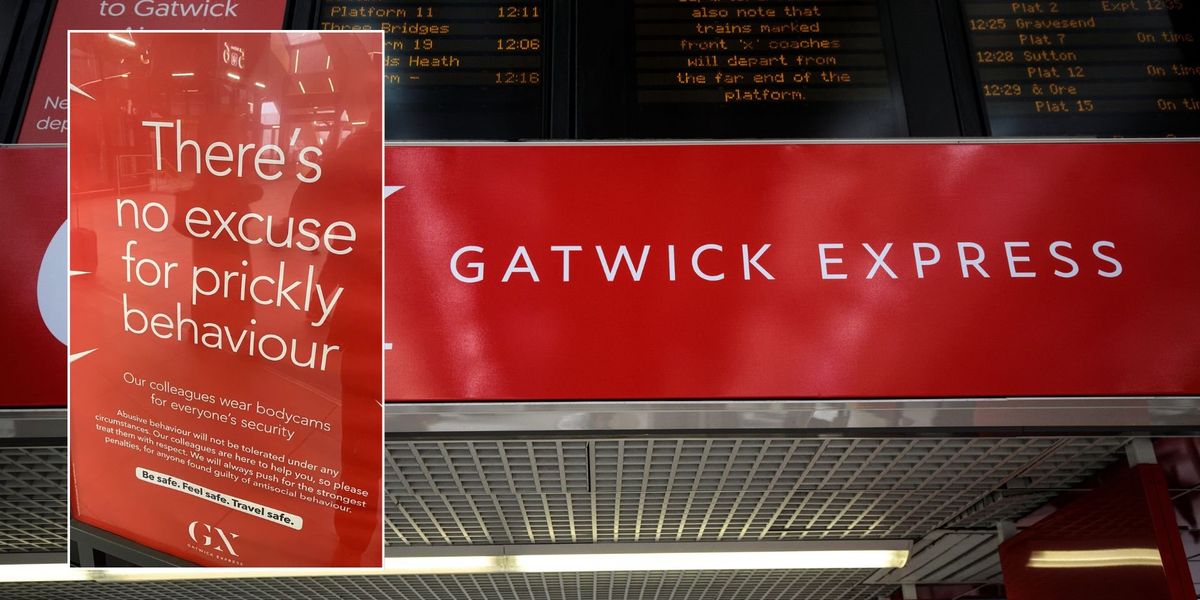 to Gatwick
Platform 11 12:11
Three Bridges
rm 19 12:06
ds Heath
rm – 12:16
also note that
trains marked
front 'x' coaches
will depart from
the far end of the
platform.
Plat 2 Expt 12:35
12:25 Gravesend
Plat 7 On time
12:28 Sutton
Plat 12 On time
12:29 & Ore
Plat 15 On t
GATWICK EXPRESS
There's
no excuse
for prickly
behaviour
Our colleagues wear bodycams
for everyone's security
Abusive behaviour will not be tolerated under any
circumstances. Our colleagues are here to help you, so please
treat them with respect. We will always push for the strongest
penalties, for anyone found guilty of antisocial behaviour.
Be safe. Feel safe. Travel safe.
GX
GATWICK EXPRESS